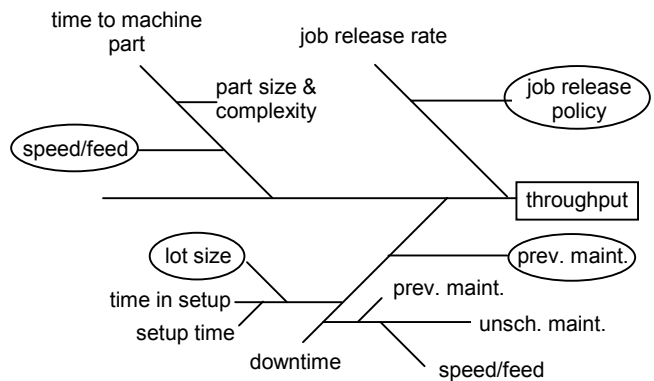 time to machine
part
job release rate
part size &
complexity
job release
policy
speed/feed
throughput
lot size
prev. maint.
time in setup
prev. maint.
setup time
unsch. maint.
downtime
speed/feed